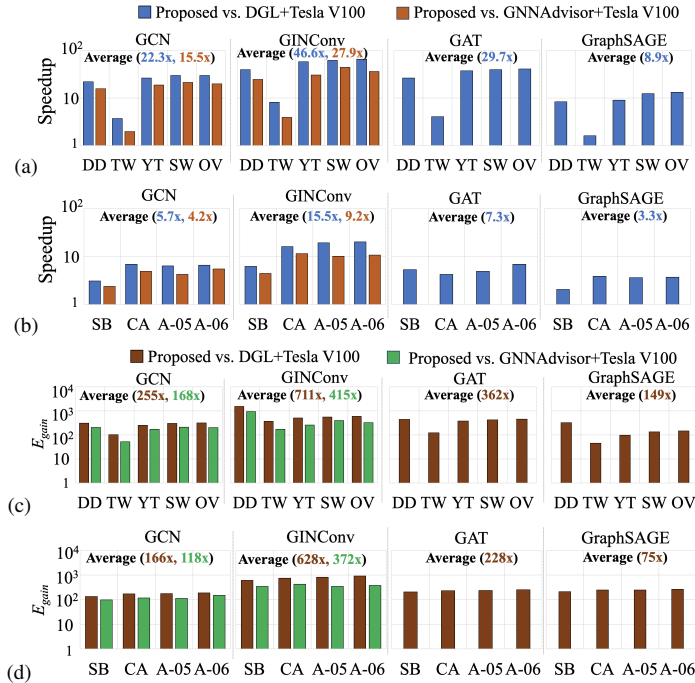 Proposed vs. DGL+Tesla V100 Proposed vs. GNNAdvisor+Tesla V100
GCN GINConv GAT GraphSAGE
Average (22.3x, 15.5x) Average (46.6x, 27.9x) Average (29.7x) Average (8.9x)
Speedup
10²
10
1
DD TW YT SW OV DD TW YT SW OV DD TW YT SW OV DD TW YT SW OV
(a)
GCN GINConv GAT GraphSAGE
Average (5.7x, 4.2x) Average (15.5x, 9.2x) Average (7.3x) Average (3.3x)
Speedup
10²
10
1
SB CA A-05 A-06 SB CA A-05 A-06 SB CA A-05 A-06 SB CA A-05 A-06
(b)
Proposed vs. DGL+Tesla V100 Proposed vs. GNNAdvisor+Tesla V100
GCN GINConv GAT GraphSAGE
Average (255x, 168x) Average (711x, 415x) Average (362x) Average (149x)
E_gain
10⁴
10³
10²
10
1
DD TW YT SW OV DD TW YT SW OV DD TW YT SW OV DD TW YT SW OV
(c)
GCN GINConv GAT GraphSAGE
Average (166x, 118x) Average (628x, 372x) Average (228x) Average (75x)
E_gain
10⁴
10³
10²
10
1
SB CA A-05 A-06 SB CA A-05 A-06 SB CA A-05 A-06 SB CA A-05 A-06
(d)